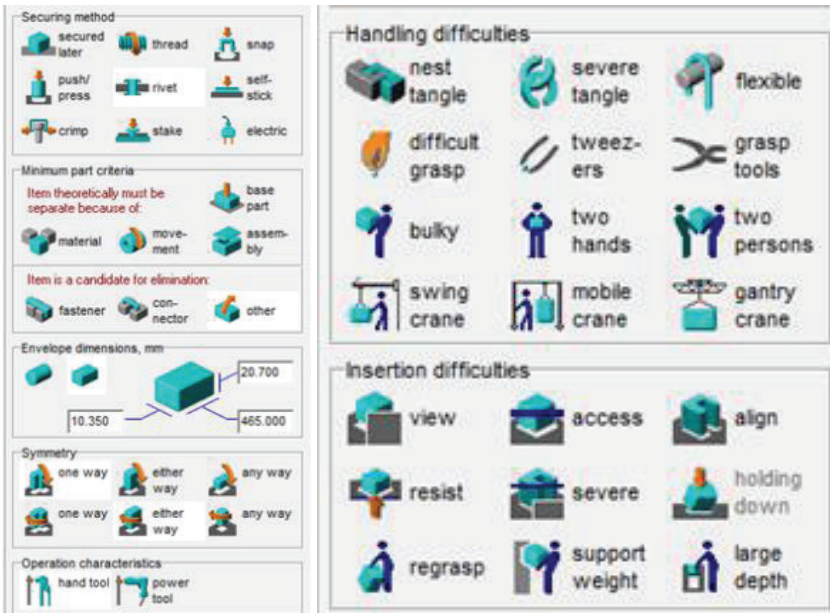 Securing method
secured later
thread
snap
push/ press
rivet
self- stick
crimp
stake
electric
Minimum part criteria
Item theoretically must be
separate because of:
base part
material
move- ment
assem- bly
Item is a candidate for elimination:
fastener
con- nector
other
Envelope dimensions, mm
20.700
10.350
465.000
Symmetry
one way
either way
any way
one way
either way
any way
Operation characteristics
hand tool
power tool
Handling difficulties
nest tangle
severe tangle
flexible
difficult grasp
tweez- ers
grasp tools
bulky
two hands
two persons
swing crane
mobile crane
gantry crane
Insertion difficulties
view
access
align
resist
severe
holding down
regrasp
support weight
large depth